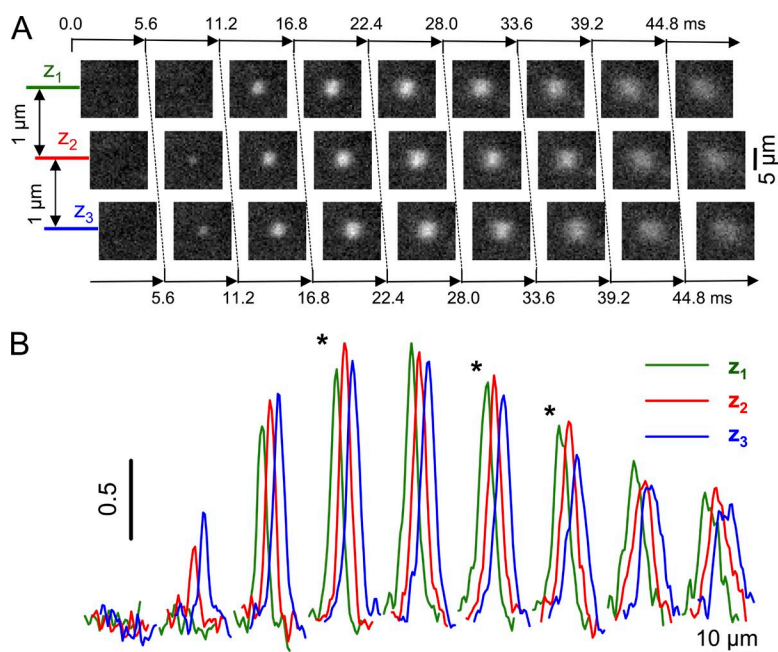 A
0.0 5.6 11.2 16.8 22.4 28.0 33.6 39.2 44.8 ms
z1
1 µm
z2
5 µm
1 µm
z3
5.6 11.2 16.8 22.4 28.0 33.6 39.2 44.8 ms
B
* * *
z1
z2
z3
0.5
10 µm